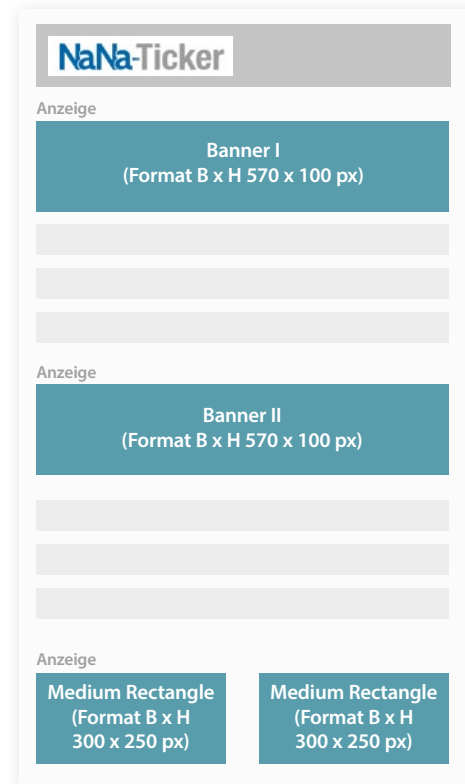 NaNa-Ticker
Anzeige
Banner I
(Format B x H 570 x 100 px)
Anzeige
Banner II
(Format B x H 570 x 100 px)
Anzeige
Medium Rectangle
(Format B x H
300 x 250 px)
Medium Rectangle
(Format B x H
300 x 250 px)